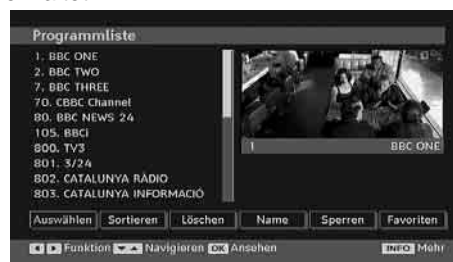 Programmliste
1. BBC ONE
2. BBC TWO
7. BBC THREE
70. CBBC Channel
80. BBC NEWS 24
105. BBCi
800. TV3
801. 3/24
802. CATALUNYA RÀDIO
803. CATALUNYA INFORMACIÓ
1 BBC ONE
Auswählen Sortieren Löschen Name Sperren Favoriten
Funktion Navigieren OK Ansehen INFO Mehr